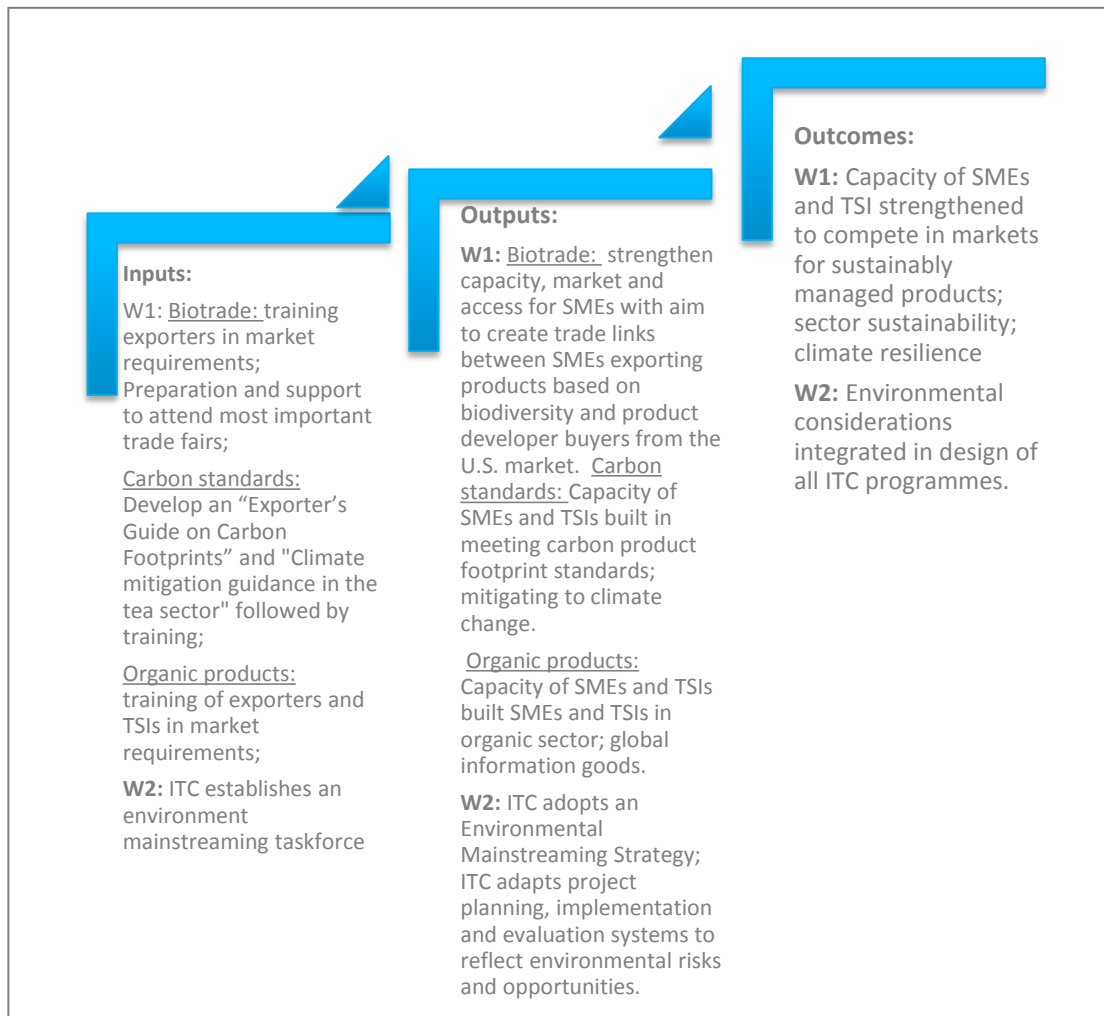 Inputs:
W1: Biotrade: training
exporters in market
requirements;
Preparation and support
to attend most important
trade fairs;
Carbon standards:
Develop an “Exporter’s
Guide on Carbon
Footprints” and "Climate
mitigation guidance in the
tea sector" followed by
training;
Organic products:
training of exporters and
TSIs in market
requirements;
W2: ITC establishes an
environment
mainstreaming taskforce
Outputs:
W1: Biotrade: strengthen
capacity, market and
access for SMEs with aim
to create trade links
between SMEs exporting
products based on
biodiversity and product
developer buyers from the
U.S. market. Carbon
standards: Capacity of
SMEs and TSIs built in
meeting carbon product
footprint standards;
mitigating to climate
change.
Organic products:
Capacity of SMEs and TSIs
built SMEs and TSIs in
organic sector; global
information goods.
W2: ITC adopts an
Environmental
Mainstreaming Strategy;
ITC adapts project
planning, implementation
and evaluation systems to
reflect environmental risks
and opportunities.
Outcomes:
W1: Capacity of SMEs
and TSI strengthened
to compete in markets
for sustainably
managed products;
sector sustainability;
climate resilience
W2: Environmental
considerations
integrated in design of
all ITC programmes.